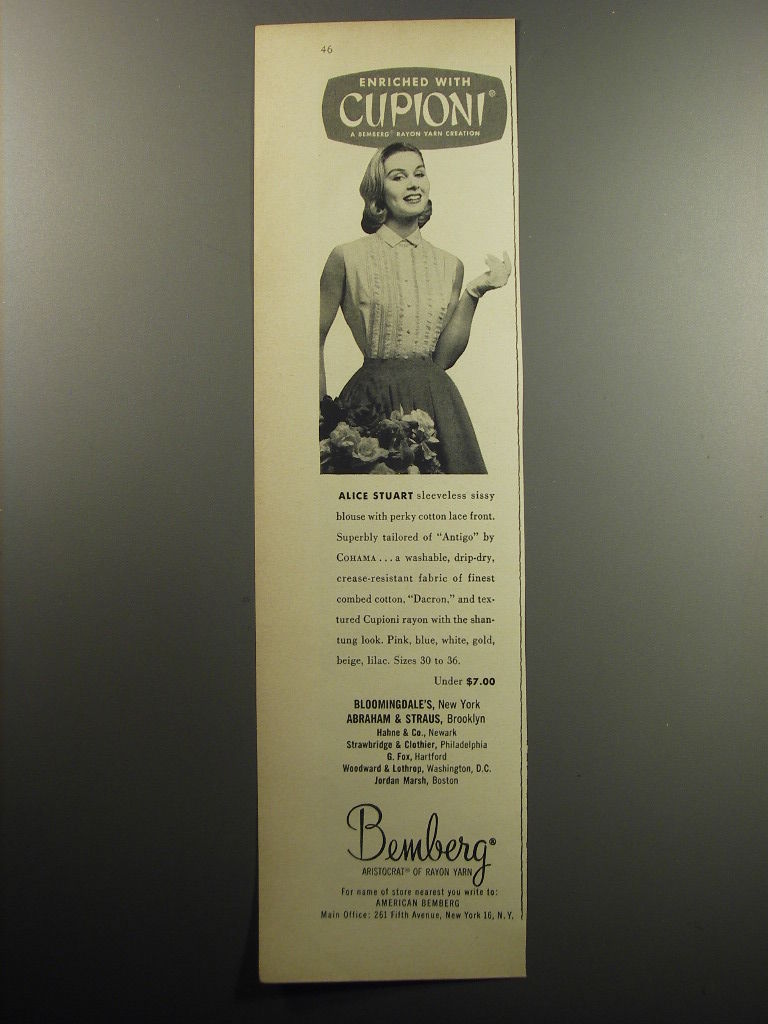 46
ENRICHED WITH
CUPIONI®
A BEMBERG® RAYON YARN CREATION
ALICE STUART sleeveless sissy
blouse with perky cotton lace front.
Superbly tailored of "Antigo" by
COHAMA ... a washable, drip-dry,
crease-resistant fabric of finest
combed cotton, "Dacron," and tex-
tured Cupioni rayon with the shan-
tung look. Pink, blue, white, gold,
beige, lilac. Sizes 30 to 36.
Under $7.00
BLOOMINGDALE'S, New York
ABRAHAM & STRAUS, Brooklyn
Hahne & Co., Newark
Strawbridge & Clothier, Philadelphia
G. Fox, Hartford
Woodward & Lothrop, Washington, D.C.
Jordan Marsh, Boston
Bemberg®
ARISTOCRAT® OF RAYON YARN
For name of store nearest you write to:
AMERICAN BEMBERG
Main Office: 261 Fifth Avenue, New York 16, N.Y.